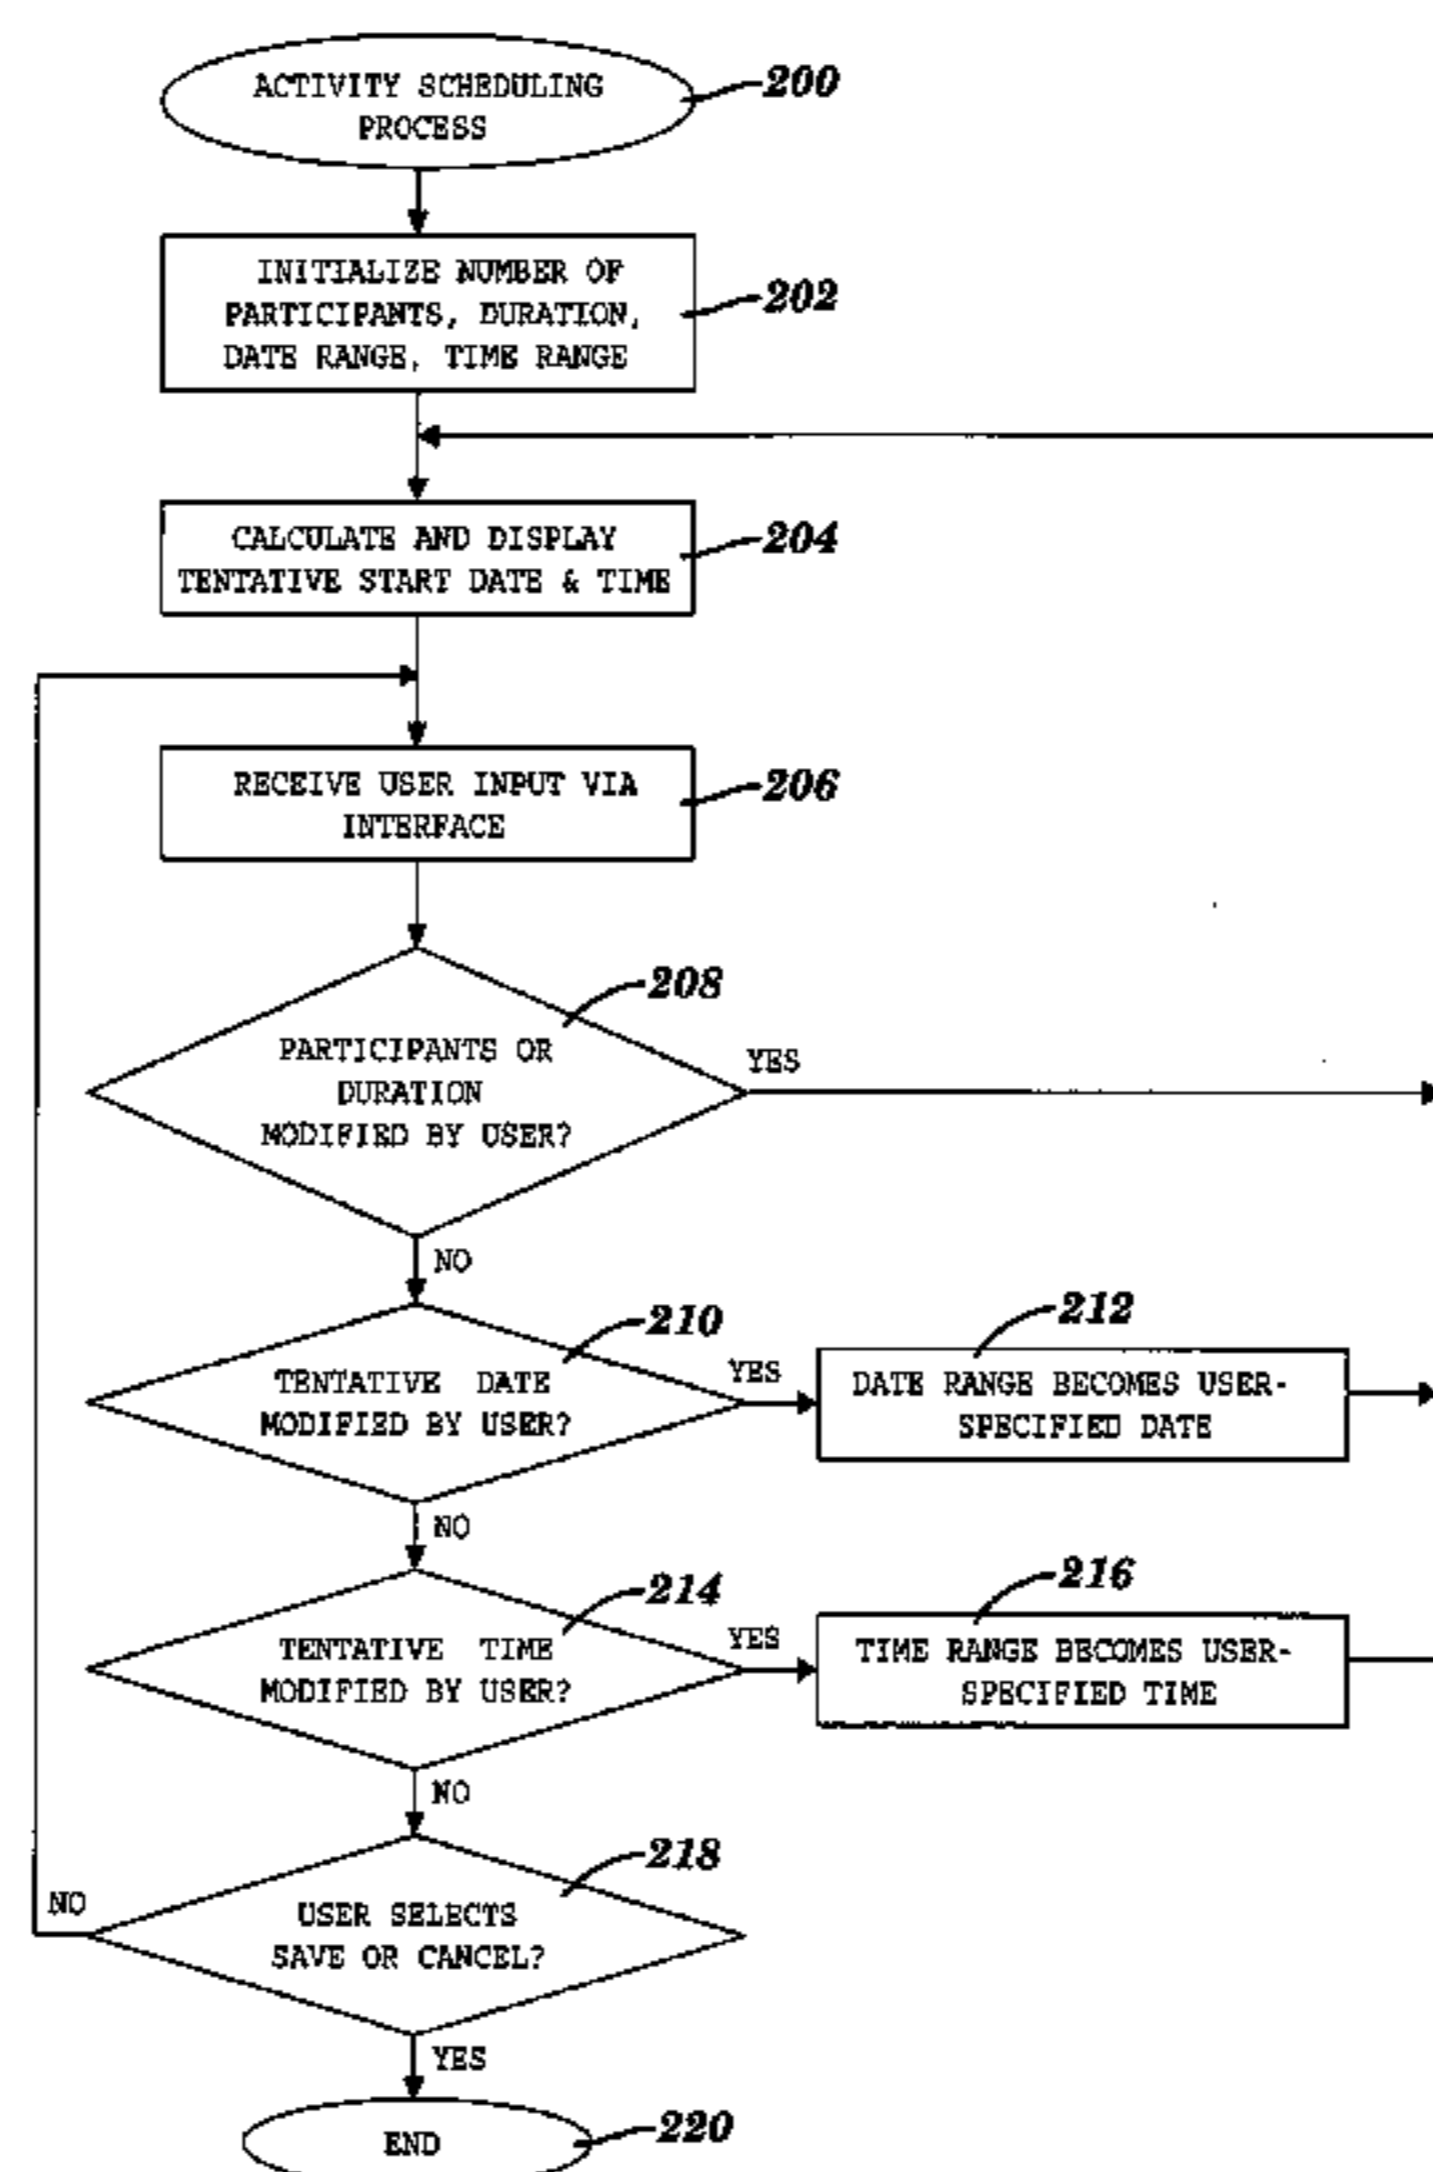 ACTIVITY SCHEDULING
PROCESS
200
INITIALIZE NUMBER OF
PARTICIPANTS, DURATION,
DATE RANGE, TIME RANGE
202
CALCULATE AND DISPLAY
TENTATIVE START DATE & TIME
204
RECEIVE USER INPUT VIA
INTERFACE
206
208
PARTICIPANTS OR
DURATION
MODIFIED BY USER?
YES
NO
210
TENTATIVE DATE
MODIFIED BY USER?
YES
212
DATE RANGE BECOMES USER-
SPECIFIED DATE
NO
214
TENTATIVE TIME
MODIFIED BY USER?
YES
216
TIME RANGE BECOMES USER-
SPECIFIED TIME
NO
218
USER SELECTS
SAVE OR CANCEL?
NO
YES
END
220